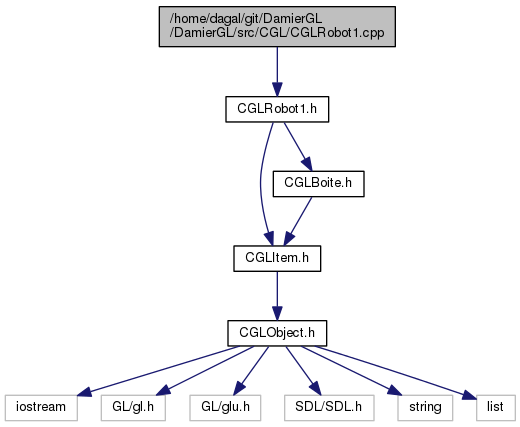 /home/dagal/git/DamierGL
/DamierGL/src/CGL/CGLRobot1.cpp
CGLRobot1.h
CGLBoite.h
CGLItem.h
CGLObject.h
iostream
GL/gl.h
GL/glu.h
SDL/SDL.h
string
list